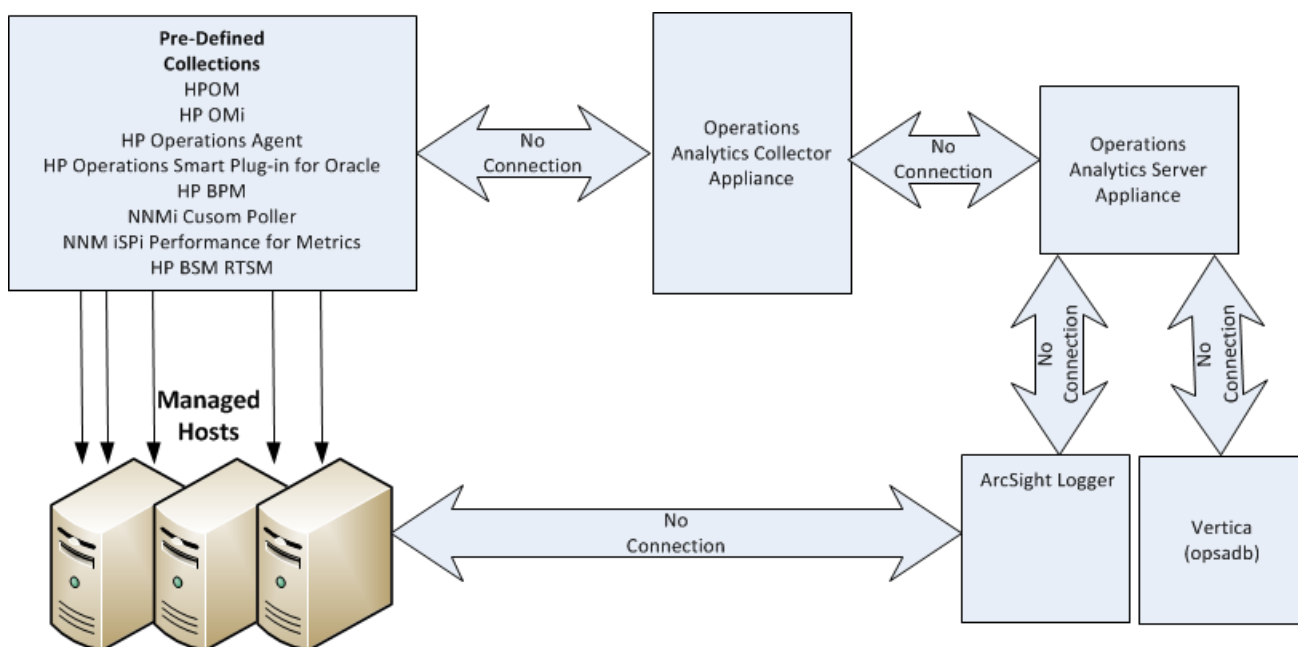 Pre-Defined
Collections
HPOM
HP OMi
HP Operations Agent
HP Operations Smart Plug-in for Oracle
HP BPM
NNMi Cusom Poller
NNM iSPi Performance for Metrics
HP BSM RTSM
No
Connection
Operations
Analytics Collector
Appliance
No
Connection
Operations
Analytics Server
Appliance
No
Connection
No
Connection
Managed
Hosts
No
Connection
ArcSight Logger
Vertica
(opsadb)